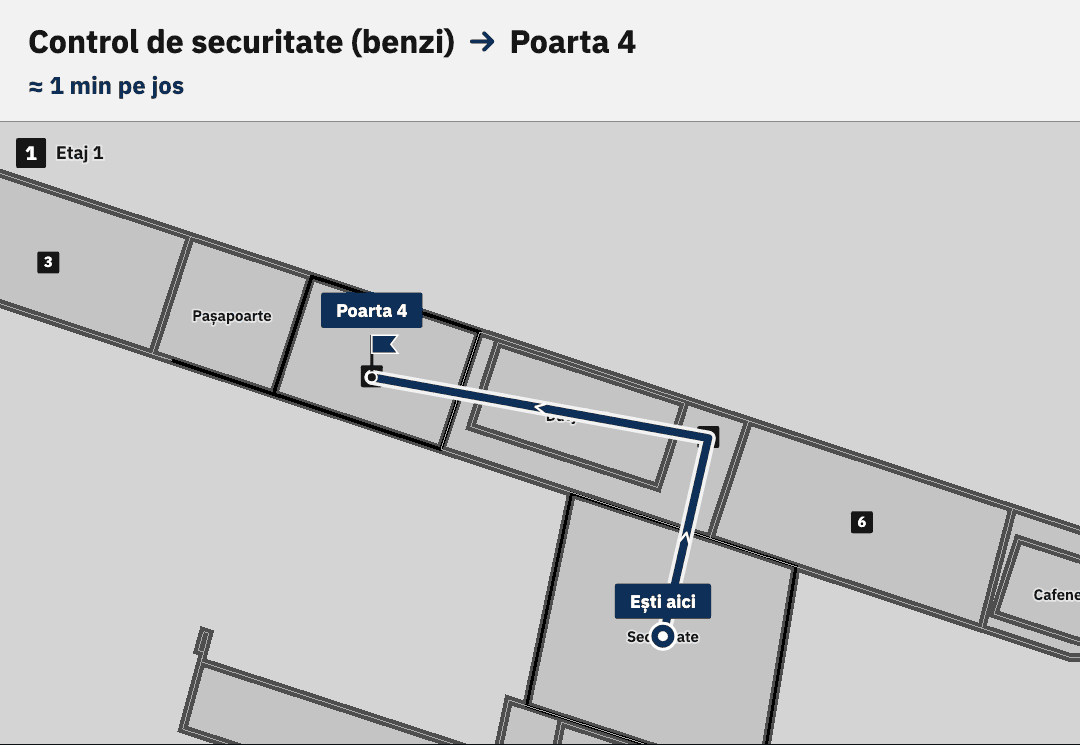 Control de securitate (benzi) → Poarta 4
≈ 1 min pe jos
1 Etaj 1
3
Pașapoarte
Poarta 4
6
Ești aici
Cafene